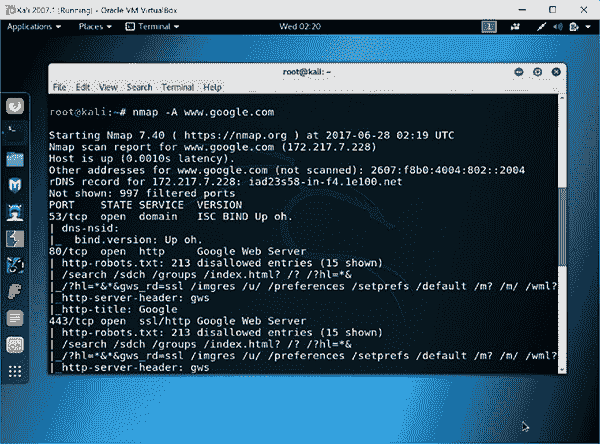 Kali 2007.1 [Running] - Oracle VM VirtualBox
Applications Places Terminal Wed 02:20 1
root@kali: ~
File Edit View Search Terminal Help
root@kali:~# nmap -A www.google.com
Starting Nmap 7.40 ( https://nmap.org ) at 2017-06-28 02:19 UTC
Nmap scan report for www.google.com (172.217.7.228)
Host is up (0.0010s latency).
Other addresses for www.google.com (not scanned): 2607:f8b0:4004:802::2004
rDNS record for 172.217.7.228: iad23s58-in-f4.1e100.net
Not shown: 997 filtered ports
PORT STATE SERVICE VERSION
53/tcp open domain ISC BIND Up oh.
| dns-nsid:
|_ bind.version: Up oh.
80/tcp open http Google Web Server
| http-robots.txt: 213 disallowed entries (15 shown)
| /search /sdch /groups /index.html? /? /?hl=*&
|_/?hl=*&*&gws_rd=ssl /imgres /u/ /preferences /setprefs /default /m? /m/ /wml?
|_http-server-header: gws
|_http-title: Google
443/tcp open ssl/http Google Web Server
| http-robots.txt: 213 disallowed entries (15 shown)
| /search /sdch /groups /index.html? /? /?hl=*&
|_/?hl=*&*&gws_rd=ssl /imgres /u/ /preferences /setprefs /default /m? /m/ /wml?
|_http-server-header: gws